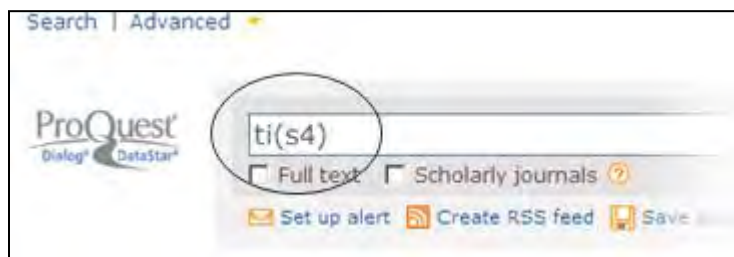 Search | Advanced
ProQuest
Dialog® DataStar®
ti(s4)
Full text Scholarly journals ?
Set up alert Create RSS feed Save